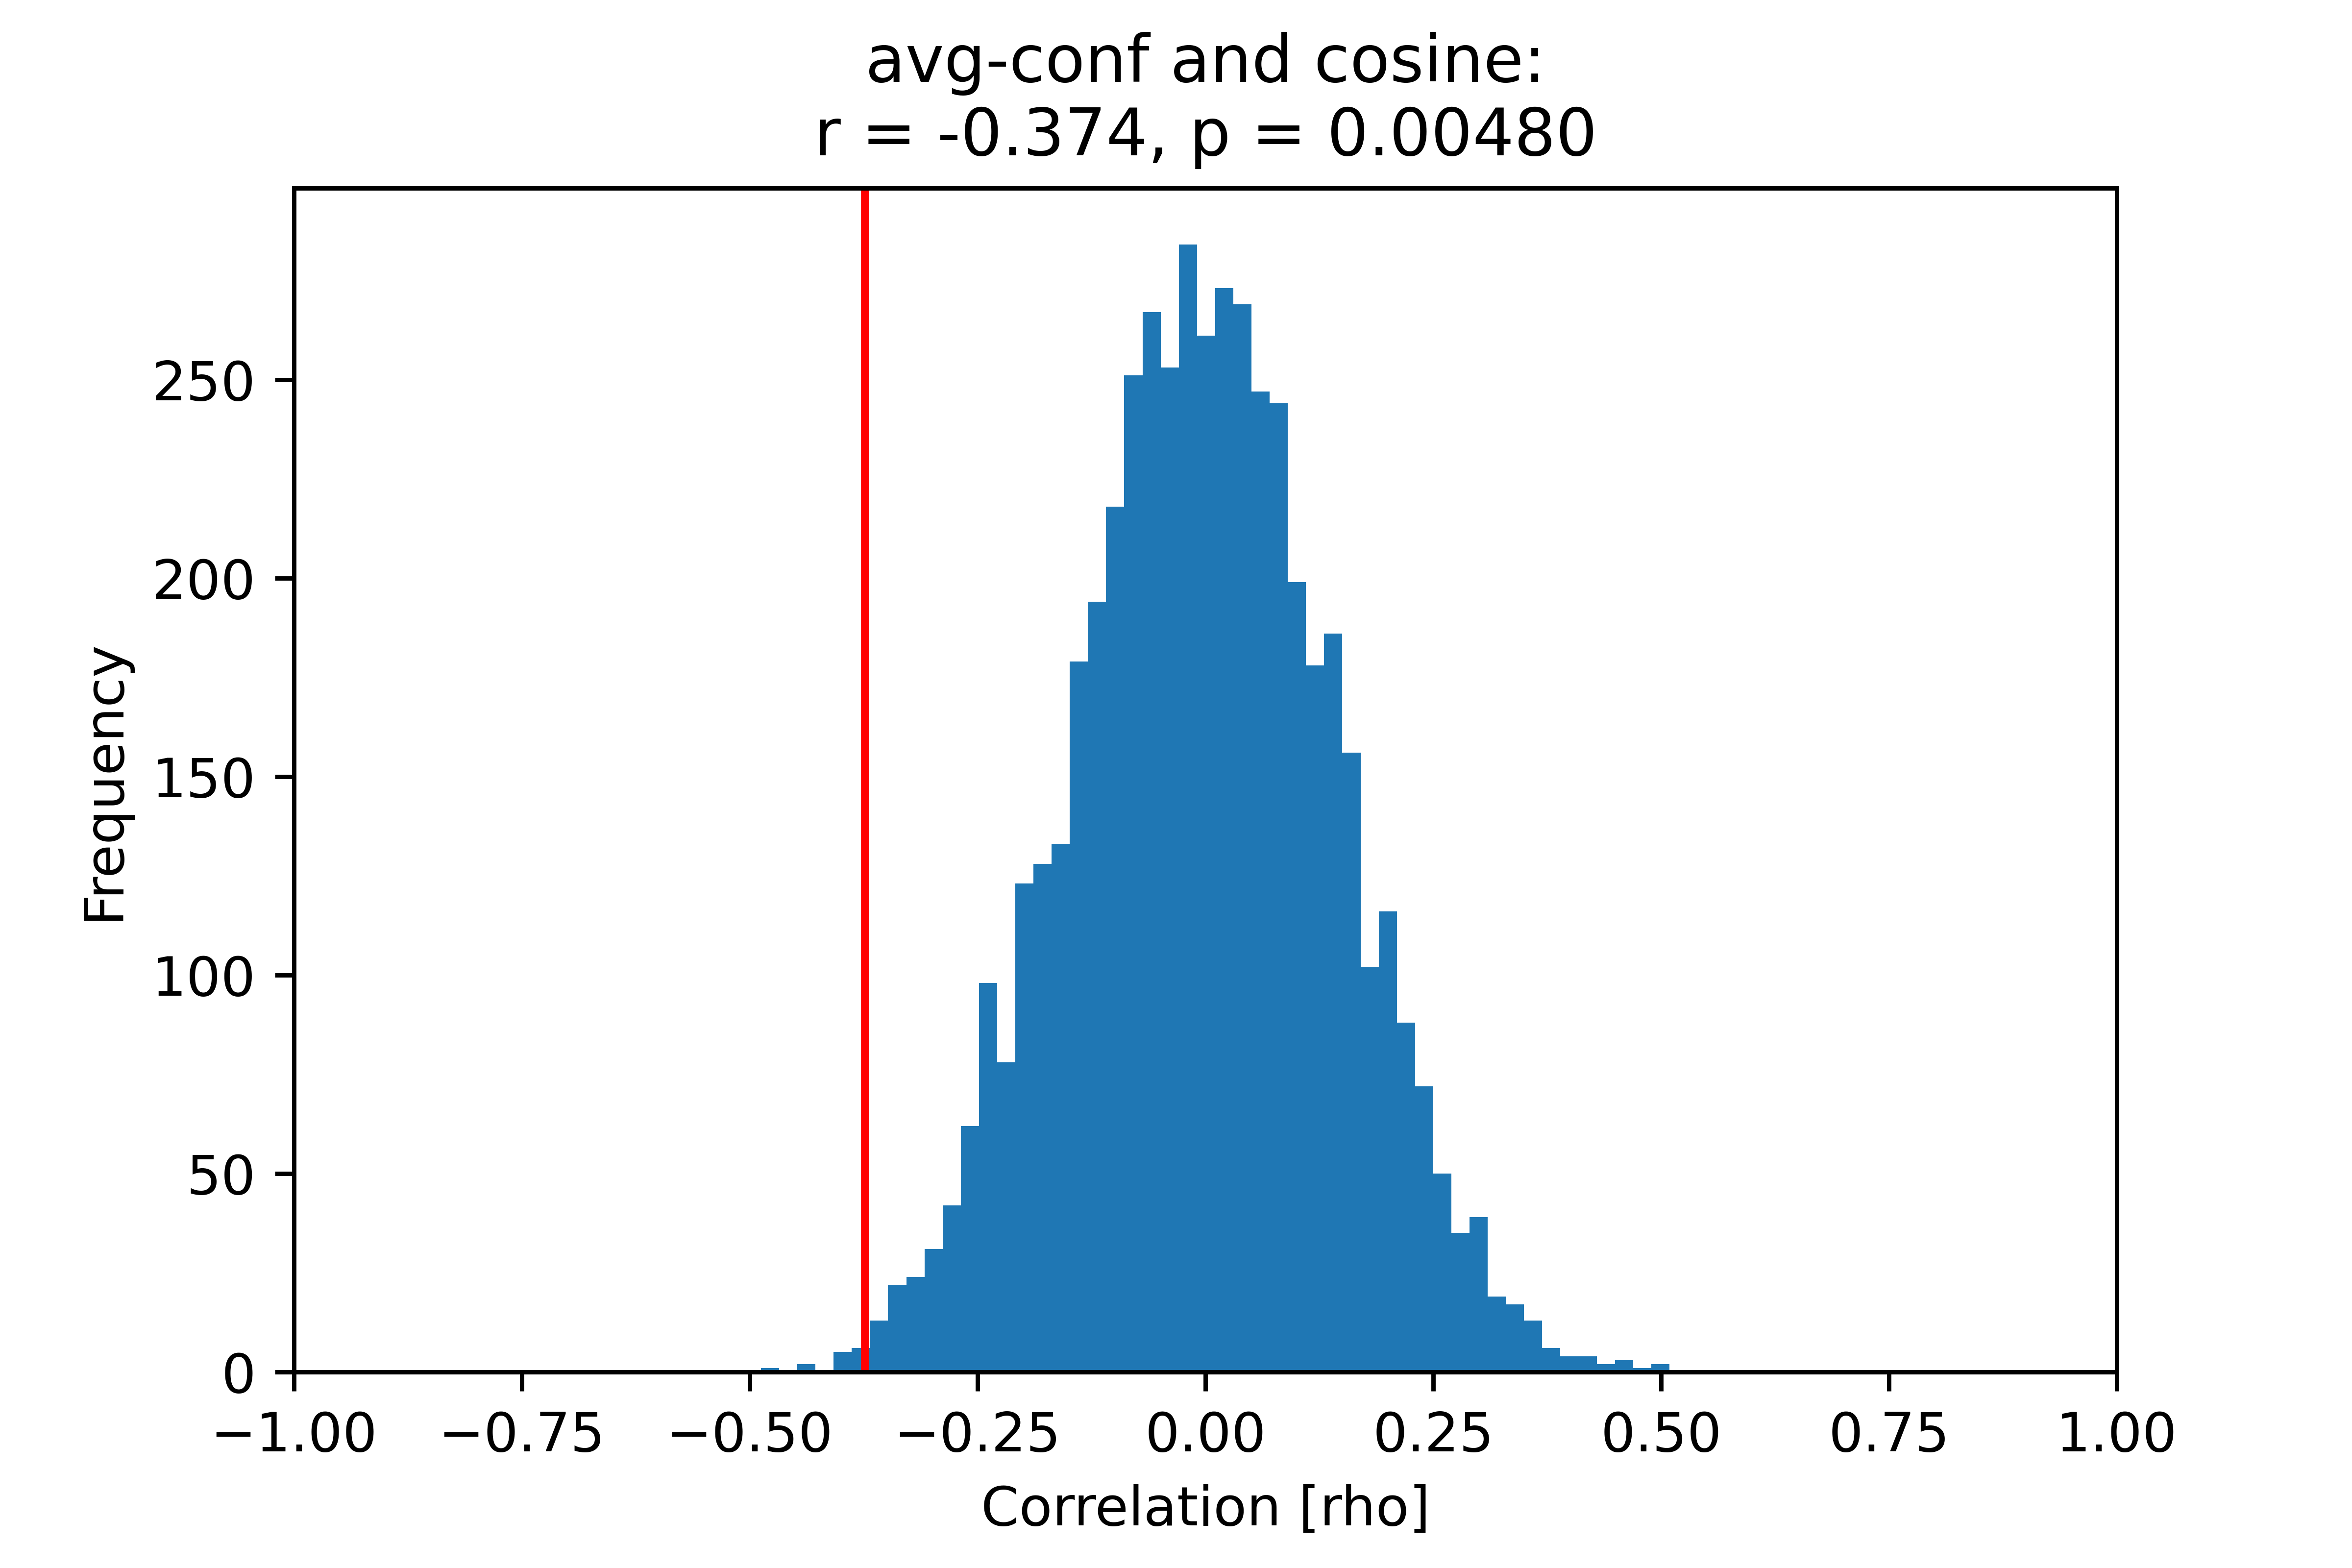 avg-conf and cosine:
r = -0.374, p = 0.00480
250
200
150
100
50
0
Frequency
−1.00 −0.75 −0.50 −0.25 0.00 0.25 0.50 0.75 1.00
Correlation [rho]